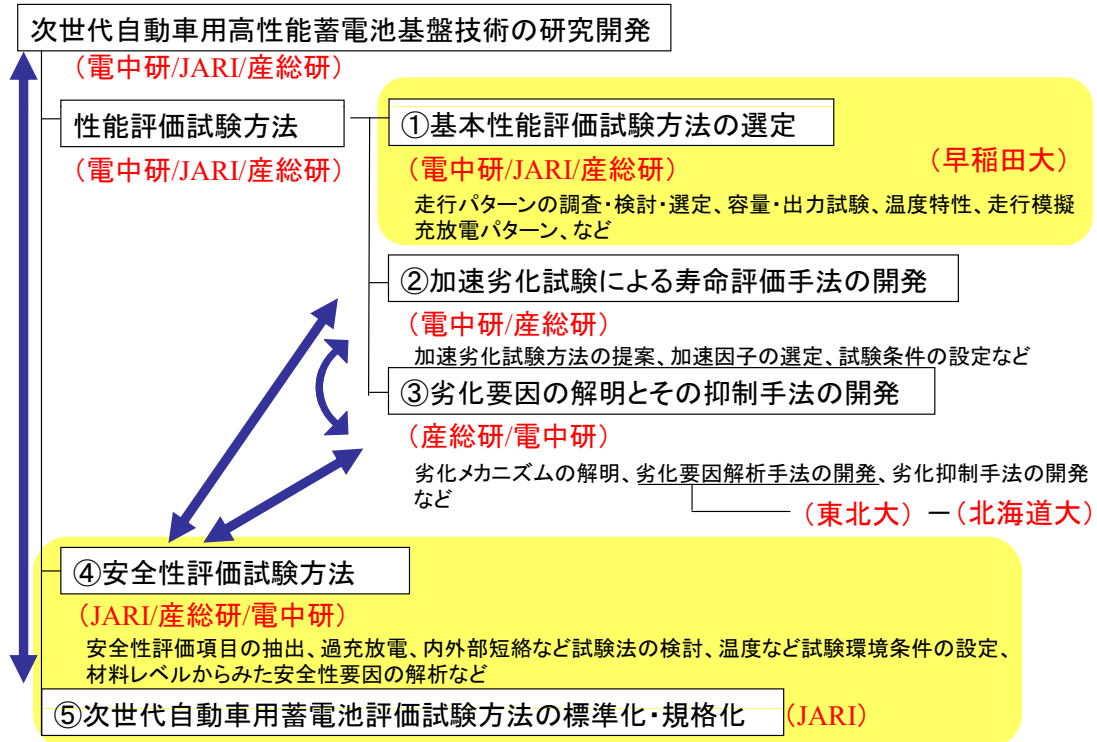 次世代自動車用高性能蓄電池基盤技術の研究開発
（電中研/JARI/産総研）
性能評価試験方法
（電中研/JARI/産総研）
①基本性能評価試験方法の選定
（電中研/JARI/産総研）
（早稲田大）
走行パターンの調査・検討・選定、容量・出力試験、温度特性、走行模擬
充放電パターン、など
②加速劣化試験による寿命評価手法の開発
（電中研/産総研）
加速劣化試験方法の提案、加速因子の選定、試験条件の設定など
③劣化要因の解明とその抑制手法の開発
（産総研/電中研）
劣化メカニズムの解明、劣化要因解析手法の開発、劣化抑制手法の開発
など
（東北大）－（北海道大）
④安全性評価試験方法
（JARI/産総研/電中研）
安全性評価項目の抽出、過充放電、内外部短絡など試験法の検討、温度など試験環境条件の設定、
材料レベルからみた安全性要因の解析など
⑤次世代自動車用蓄電池評価試験方法の標準化・規格化
（JARI）